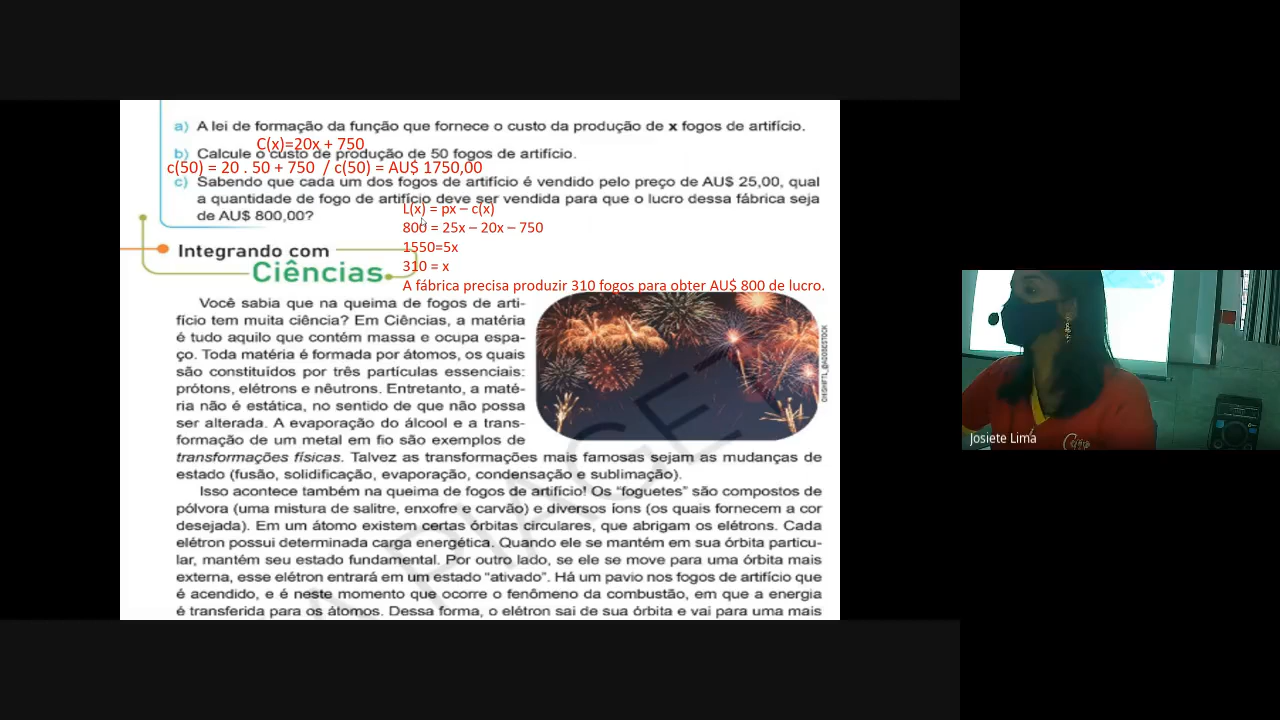 a) A lei de formação da função que fornece o custo da produção de x fogos de artifício.
C(x)=20x + 750
b) Calcule o custo de produção de 50 fogos de artifício.
c(50) = 20 . 50 + 750 / c(50) = AU$ 1750,00
c) Sabendo que cada um dos fogos de artifício é vendido pelo preço de AU$ 25,00, qual
a quantidade de fogo de artifício deve ser vendida para que o lucro dessa fábrica seja
de AU$ 800,00?
L(x) = px – c(x)
800 = 25x – 20x – 750
1550=5x
310 = x
A fábrica precisa produzir 310 fogos para obter AU$ 800 de lucro.
Integrando com
Ciências
Você sabia que na queima de fogos de arti-
fício tem muita ciência? Em Ciências, a matéria
é tudo aquilo que contém massa e ocupa espa-
ço. Toda matéria é formada por átomos, os quais
são constituídos por três partículas essenciais:
prótons, elétrons e nêutrons. Entretanto, a maté-
ria não é estática, no sentido de que não possa
ser alterada. A evaporação do álcool e a trans-
formação de um metal em fio são exemplos de
transformações físicas. Talvez as transformações mais famosas sejam as mudanças de
estado (fusão, solidificação, evaporação, condensação e sublimação).
Isso acontece também na queima de fogos de artifício! Os “foguetes” são compostos de
pólvora (uma mistura de salitre, enxofre e carvão) e diversos íons (os quais fornecem a cor
desejada). Em um átomo existem certas órbitas circulares, que abrigam os elétrons. Cada
elétron possui determinada carga energética. Quando ele se mantém em sua órbita particu-
lar, mantém seu estado fundamental. Por outro lado, se ele se move para uma órbita mais
externa, esse elétron entrará em um estado “ativado”. Há um pavio nos fogos de artifício que
é acendido, e é neste momento que ocorre o fenômeno da combustão, em que a energia
é transferida para os átomos. Dessa forma, o elétron sai de sua órbita e vai para uma mais
PIAGET
Josiete Lima